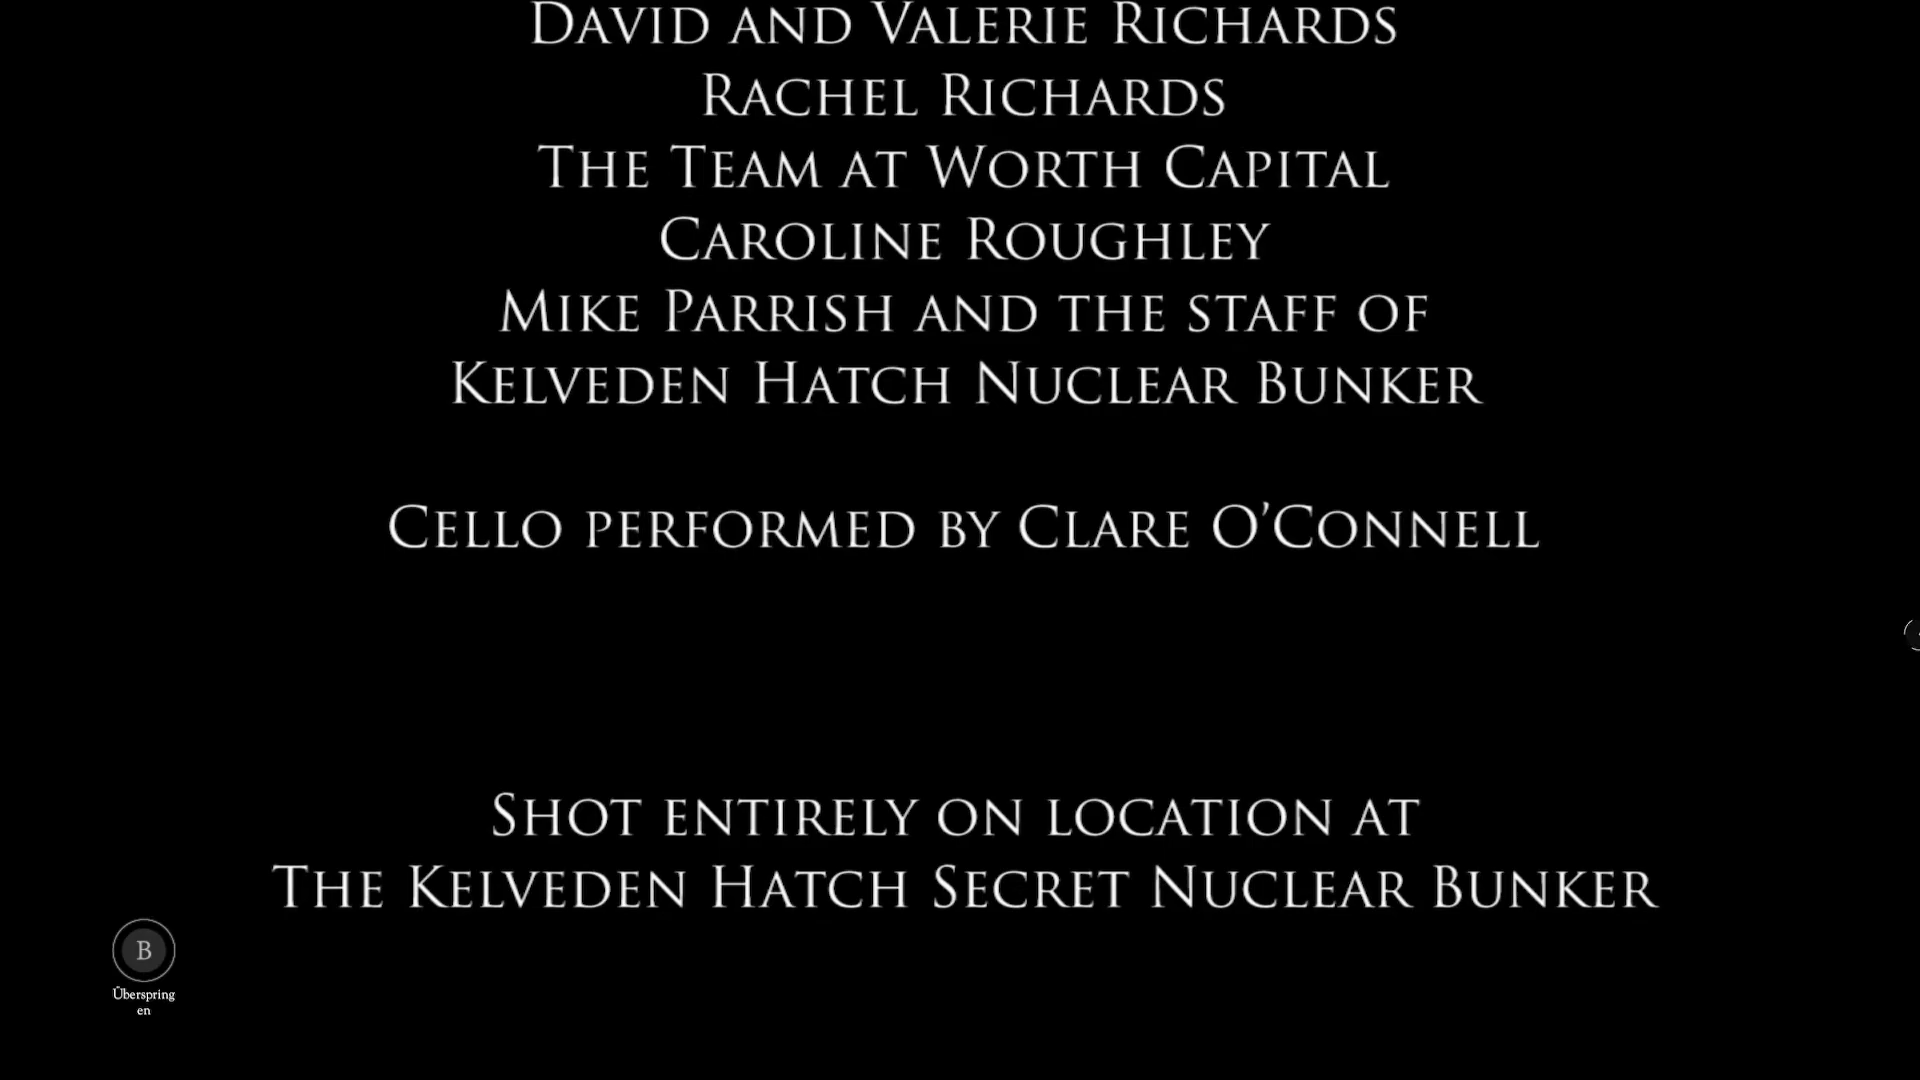 David and Valerie Richards
Rachel Richards
The Team at Worth Capital
Caroline Roughley
Mike Parrish and the staff of
Kelveden Hatch Nuclear Bunker
Cello performed by Clare O’Connell
Shot entirely on location at
The Kelveden Hatch Secret Nuclear Bunker
B
Überspring
en